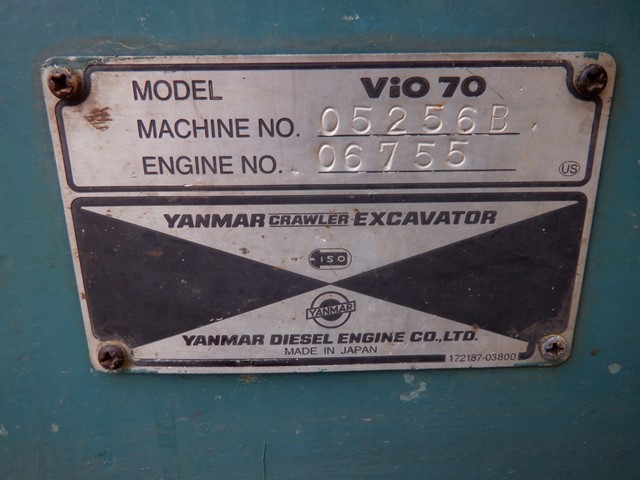 MODEL ViO 70
MACHINE NO. 05256B
ENGINE NO. 06755
US
YANMAR CRAWLER EXCAVATOR
ISO
YANMAR
YANMAR DIESEL ENGINE CO.,LTD.
MADE IN JAPAN
172187-03800